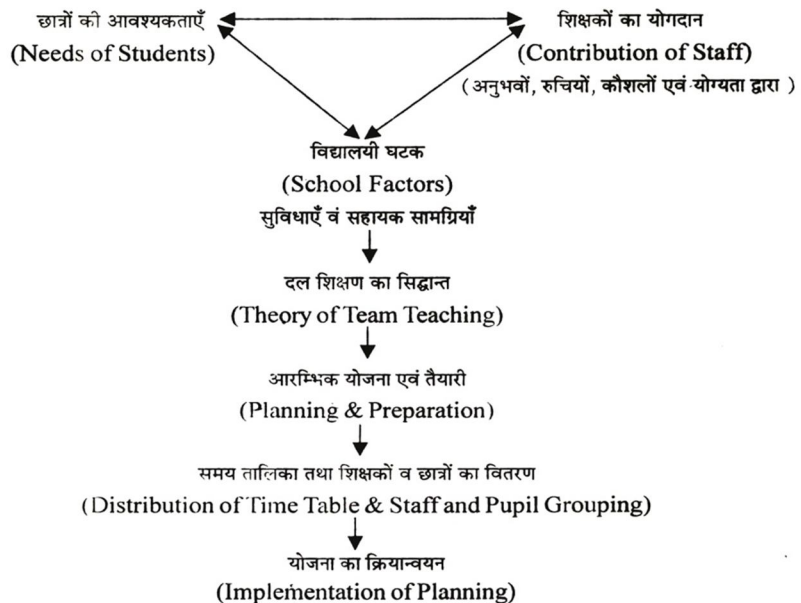 छात्रों की आवश्यकताएँ
(Needs of Students)
शिक्षकों का योगदान
(Contribution of Staff)
(अनुभवों, रुचियों, कौशलों एवं योग्यता द्वारा )
विद्यालयी घटक
(School Factors)
सुविधाएँ वं सहायक सामग्रियाँ
दल शिक्षण का सिद्धान्त
(Theory of Team Teaching)
आरम्भिक योजना एवं तैयारी
(Planning & Preparation)
समय तालिका तथा शिक्षकों व छात्रों का वितरण
(Distribution of Time Table & Staff and Pupil Grouping)
योजना का क्रियान्वयन
(Implementation of Planning)